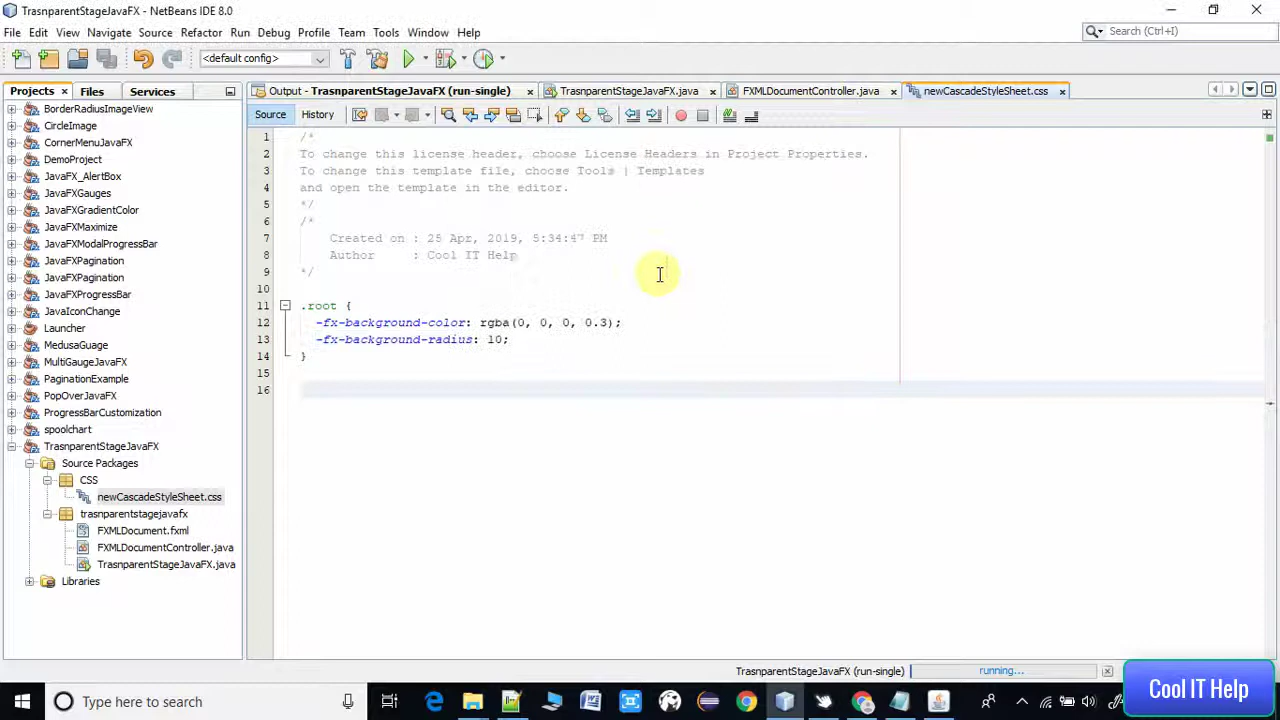 TrasnparentStageJavaFX - NetBeans IDE 8.0
File Edit View Navigate Source Refactor Run Debug Profile Team Tools Window Help
Search (Ctrl+I)
<default config>
Projects Files Services
Output - TrasnparentStageJavaFX (run-single) TrasnparentStageJavaFX.java FXMLDocumentController.java newCascadeStyleSheet.css
Source History
BorderRadiusImageView
CircleImage
CornerMenuJavaFX
DemoProject
JavaFX_AlertBox
JavaFXGauges
JavaFXGradientColor
JavaFXMaximize
JavaFXModalProgressBar
JavaFXPagination
JavaFXPagination
JavaFXProgressBar
JavaIconChange
Launcher
MedusaGuage
MultiGaugeJavaFX
PaginationExample
PopOverJavaFX
ProgressBarCustomization
spoolchart
TrasnparentStageJavaFX
Source Packages
CSS
newCascadeStyleSheet.css
trasnparentstagejavafx
FXMLDocument.fxml
FXMLDocumentController.java
TrasnparentStageJavaFX.java
Libraries
1 /*
2 To change this license header, choose License Headers in Project Properties.
3 To change this template file, choose Tools | Templates
4 and open the template in the editor.
5 */
6 /*
7 Created on : 25 Apr, 2019, 5:34:47 PM
8 Author : Cool IT Help
9 */
10
11 .root {
12 -fx-background-color: rgba(0, 0, 0, 0.3);
13 -fx-background-radius: 10;
14 }
15
16
TrasnparentStageJavaFX (run-single) running...
Type here to search
Cool IT Help